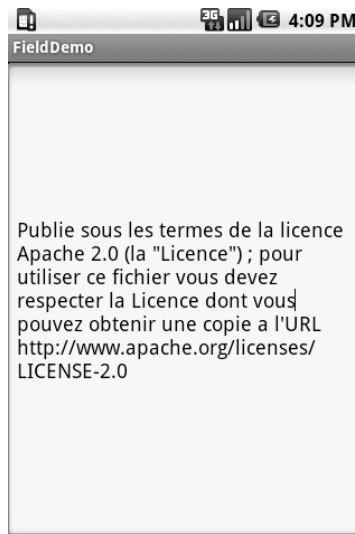 3G 4:09 PM
FieldDemo
Publie sous les termes de la licence
Apache 2.0 (la "Licence") ; pour
utiliser ce fichier vous devez
respecter la Licence dont vous
pouvez obtenir une copie a l'URL
http://www.apache.org/licenses/
LICENSE-2.0